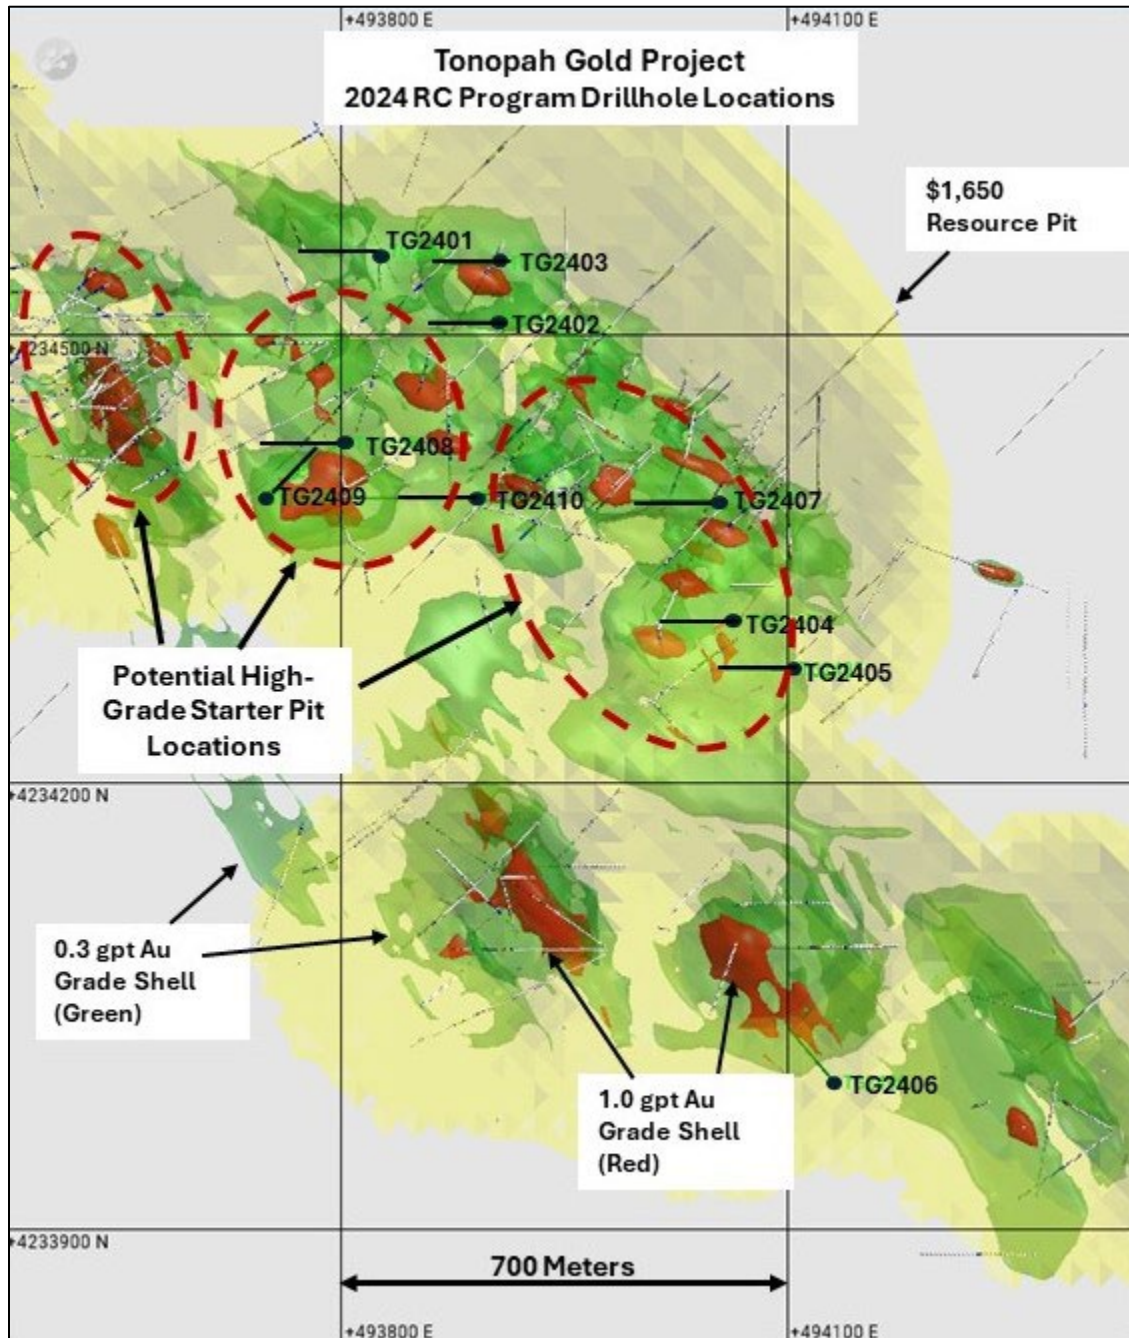 +493800 E
+494100 E
Tonopah Gold Project
2024 RC Program Drillhole Locations
$1,650
Resource Pit
TG2401
TG2403
TG2402
4234500 N
TG2408
TG2409
TG2410
TG2407
TG2404
TG2405
Potential High-
Grade Starter Pit
Locations
+4234200 N
0.3 gpt Au
Grade Shell
(Green)
TG2406
1.0 gpt Au
Grade Shell
(Red)
+4233900 N
700 Meters
+493800 E
+494100 E